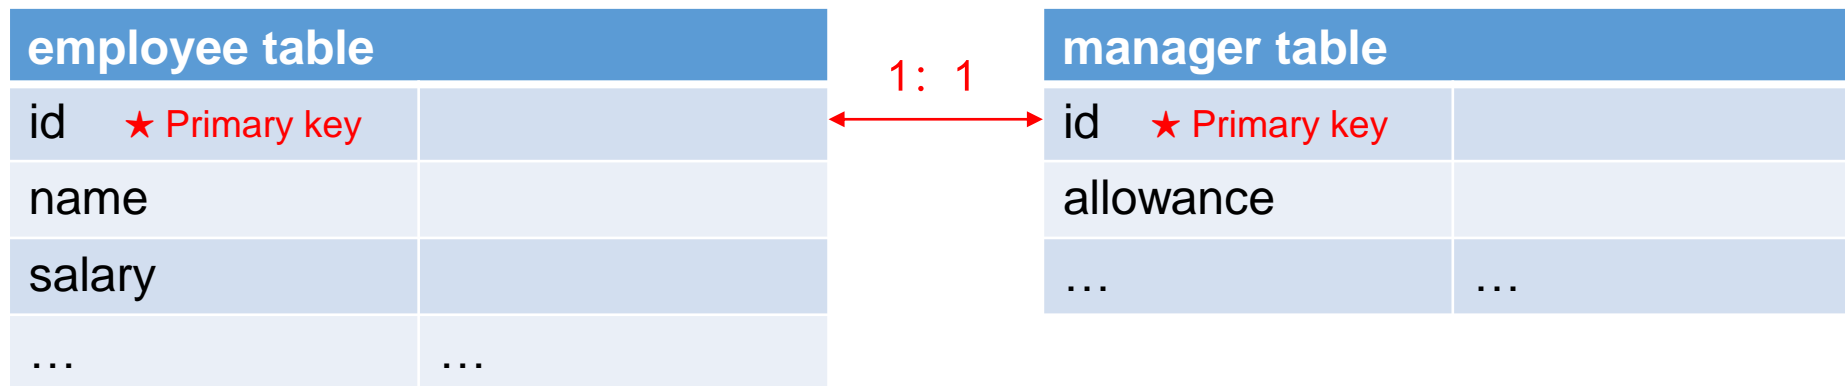 employee table
id ★ Primary key
name
salary
… …
1: 1
manager table
id ★ Primary key
allowance
… …